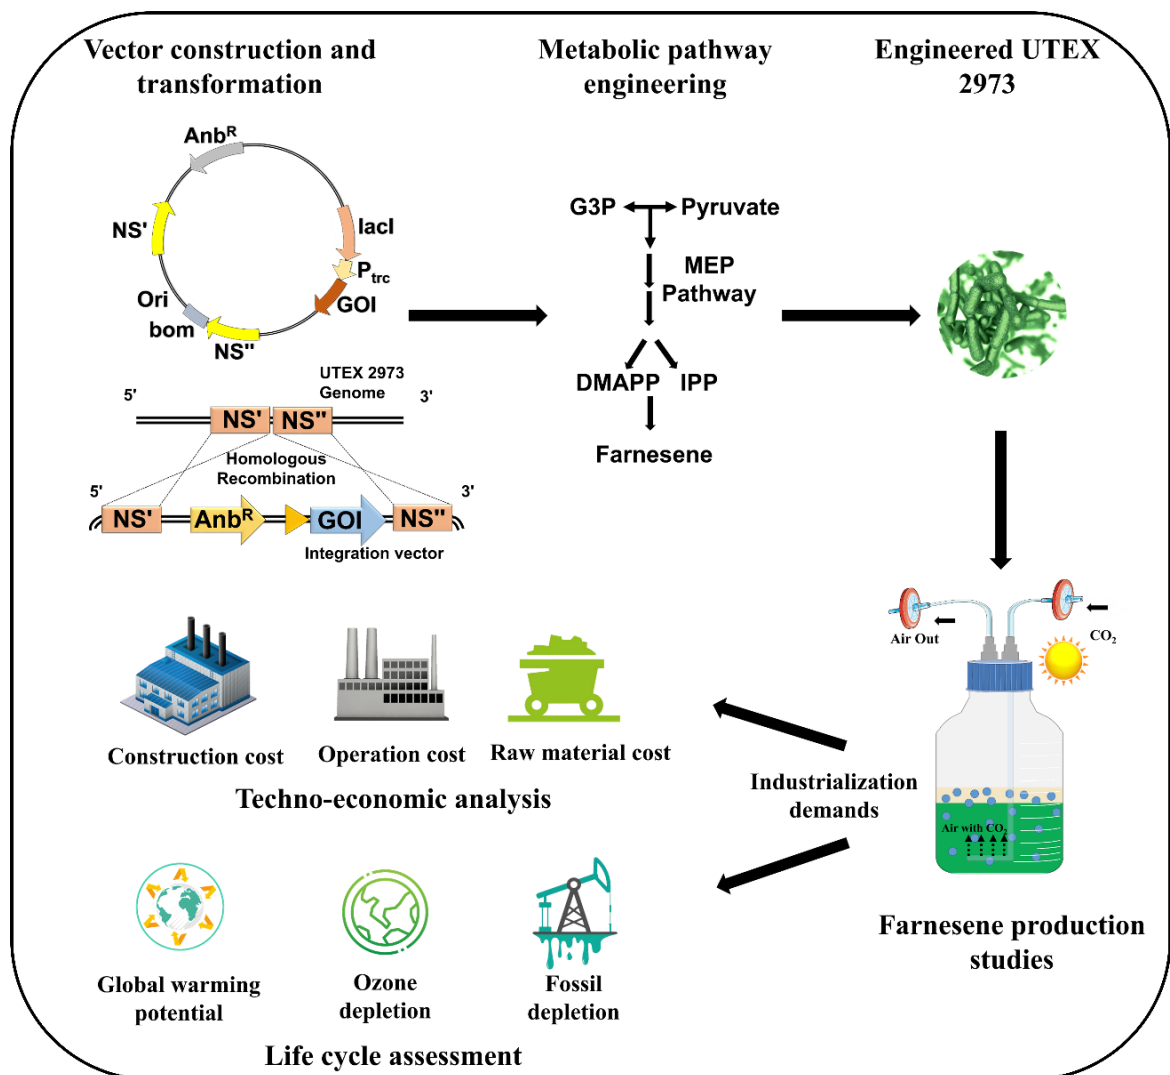 Vector construction and
transformation
Metabolic pathway
engineering
Engineered UTEX
2973
Anbᴿ
NS'
lacI
Ptrc
GOI
Ori
bom
NS"
G3P
Pyruvate
MEP
Pathway
DMAPP
IPP
Farnesene
UTEX 2973
Genome
5'
3'
NS'
NS"
Homologous
Recombination
5'
3'
NS'
Anbᴿ
GOI
NS"
Integration vector
Air Out
CO₂
Air with CO₂
Farnesene production
studies
Industrialization
demands
Construction cost
Operation cost
Raw material cost
Techno-economic analysis
Global warming
potential
Ozone
depletion
Fossil
depletion
Life cycle assessment